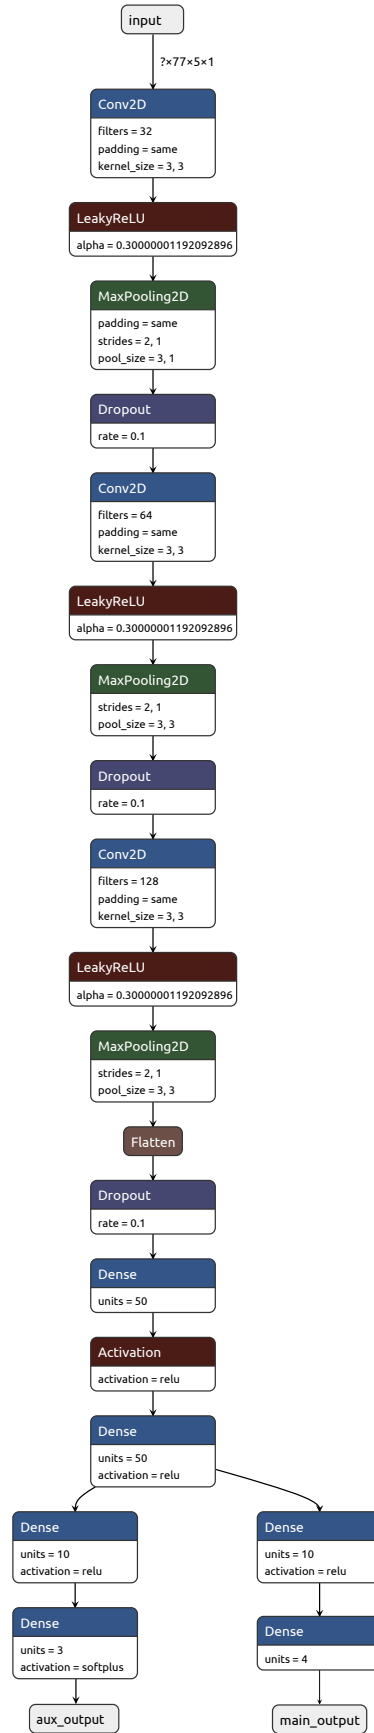 input
?×77×5×1
Conv2D
filters = 32
padding = same
kernel_size = 3, 3
LeakyReLU
alpha = 0.30000001192092896
MaxPooling2D
padding = same
strides = 2, 1
pool_size = 3, 1
Dropout
rate = 0.1
Conv2D
filters = 64
padding = same
kernel_size = 3, 3
LeakyReLU
alpha = 0.30000001192092896
MaxPooling2D
strides = 2, 1
pool_size = 3, 3
Dropout
rate = 0.1
Conv2D
filters = 128
padding = same
kernel_size = 3, 3
LeakyReLU
alpha = 0.30000001192092896
MaxPooling2D
strides = 2, 1
pool_size = 3, 3
Flatten
Dropout
rate = 0.1
Dense
units = 50
Activation
activation = relu
Dense
units = 50
activation = relu
Dense
units = 10
activation = relu
Dense
units = 3
activation = softplus
aux_output
Dense
units = 10
activation = relu
Dense
units = 4
main_output